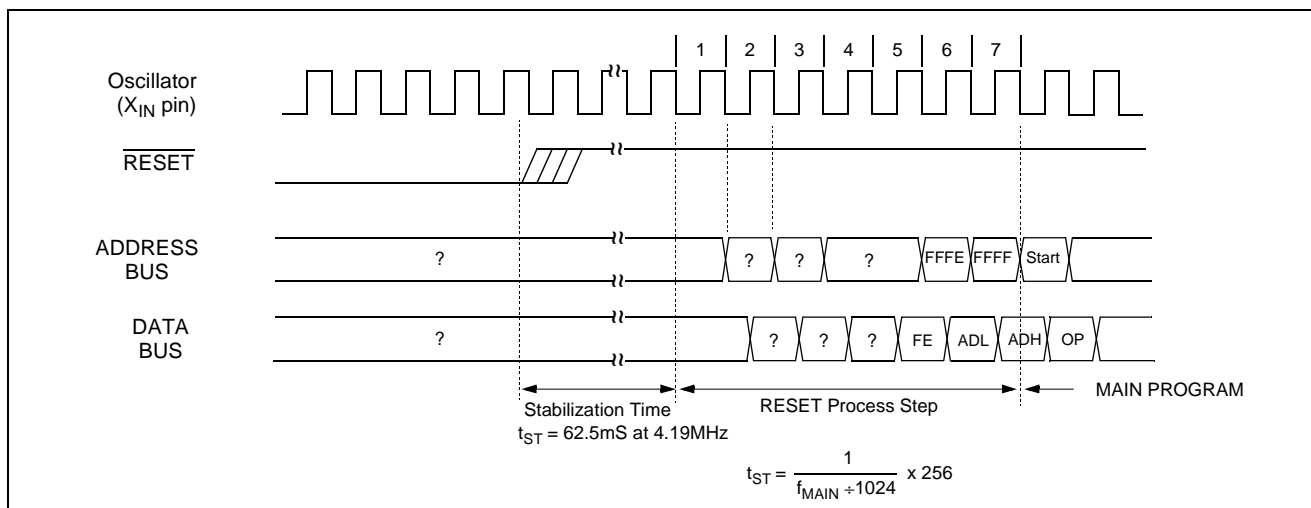 1 2 3 4 5 6 7
Oscillator
(XIN pin)
RESET
ADDRESS
BUS
? ? ? ? FFFE FFFF Start
DATA
BUS
? ? ? ? FE ADL ADH OP
MAIN PROGRAM
Stabilization Time
RESET Process Step
tST = 62.5mS at 4.19MHz
tST = 1 x 256
fMAIN ÷1024